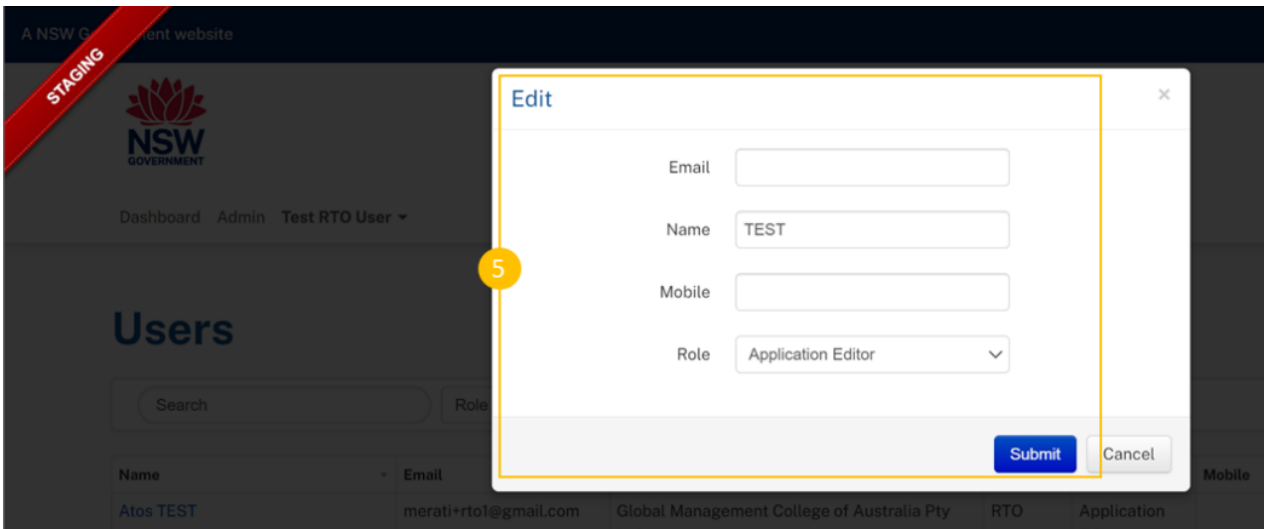 A NSW G ment website
STAGING
NSW
GOVERNMENT
Dashboard Admin Test RTO User
Edit
×
Email
Name TEST
5
Mobile
Role Application Editor
Users
Search Role
Submit Cancel
Name Email Mobile
Atos TEST merati+rto1@gmail.com Global Management College of Australia Pty RTO Application